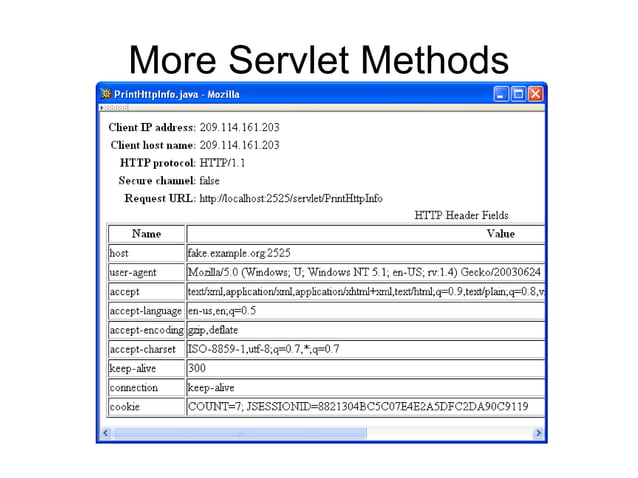 More Servlet Methods
PrintHttpInfo.java - Mozilla
Client IP address: 209.114.161.203
Client host name: 209.114.161.203
HTTP protocol: HTTP/1.1
Secure channel: false
Request URL: http://localhost:2525/servlet/PrintHttpInfo
HTTP Header Fields
Name Value
host fake.example.org:2525
user-agent Mozilla/5.0 (Windows; U; Windows NT 5.1; en-US; rv:1.4) Gecko/20030624
accept text/xml,application/xml,application/xhtml+xml,text/html;q=0.9,text/plain;q=0.8,v
accept-language en-us,en;q=0.5
accept-encoding gzip,deflate
accept-charset ISO-8859-1,utf-8;q=0.7,*;q=0.7
keep-alive 300
connection keep-alive
cookie COUNT=7; JSESSIONID=8821304BC5C07E4E2A5DFC2DA90C9119